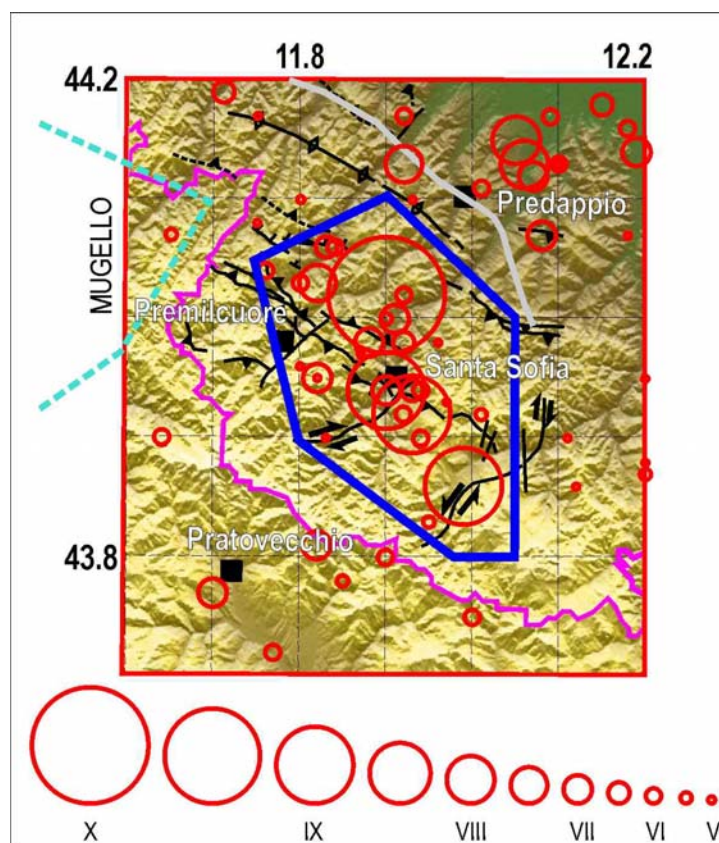 11.8 12.2
44.2
Predappio
MUGELLO
Premilcuore
Santa Sofia
Pratovecchio
43.8
X IX VIII VII VI V